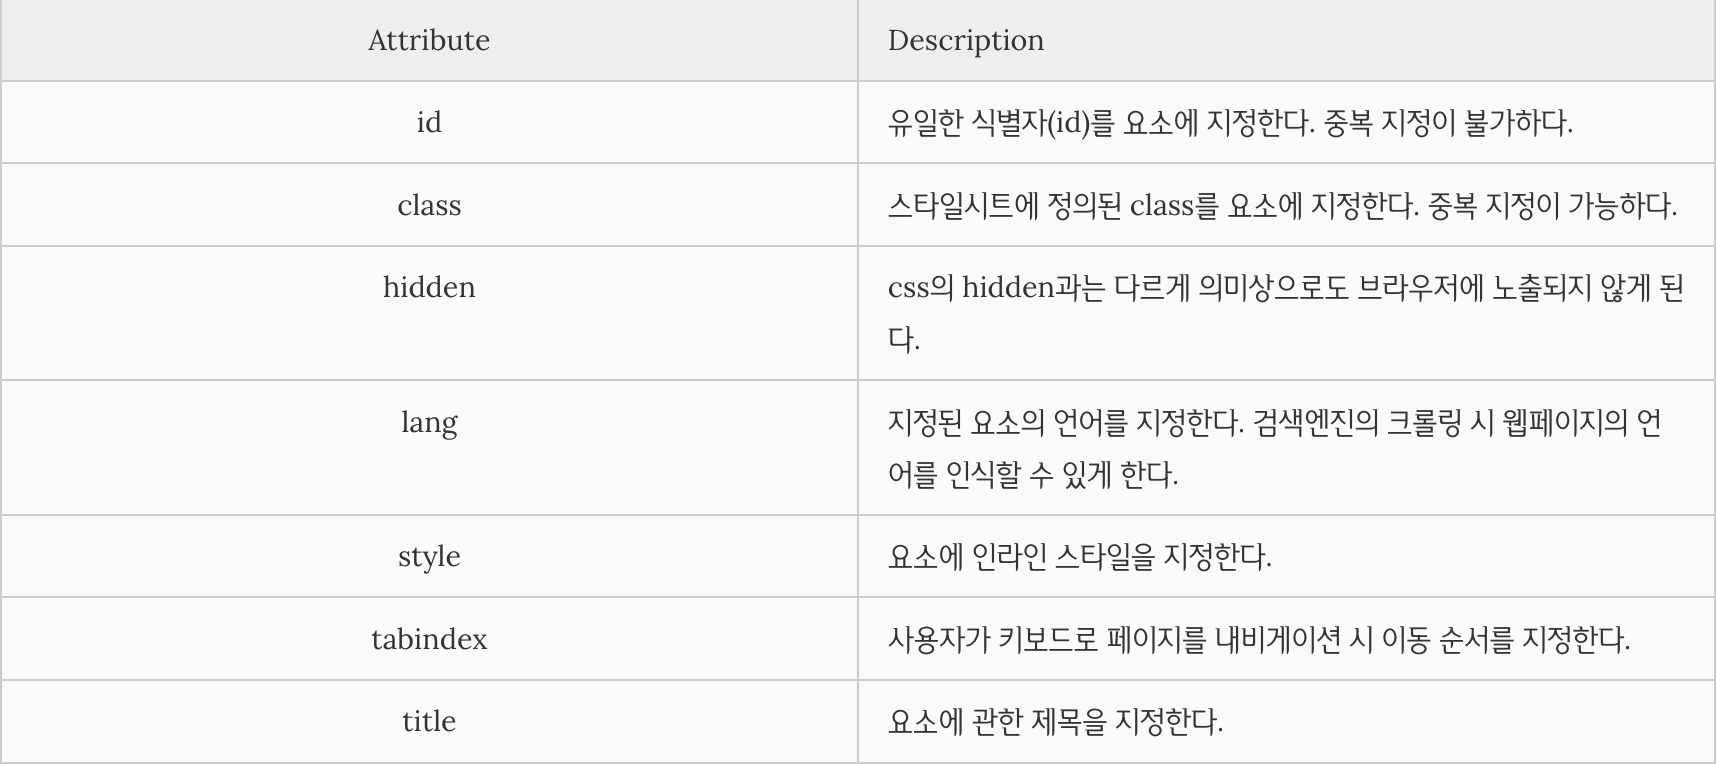 Attribute Description
id 유일한 식별자(id)를 요소에 지정한다. 중복 지정이 불가하다.
class 스타일시트에 정의된 class를 요소에 지정한다. 중복 지정이 가능하다.
hidden css의 hidden과는 다르게 의미상으로도 브라우저에 노출되지 않게 된
다.
lang 지정된 요소의 언어를 지정한다. 검색엔진의 크롤링 시 웹페이지의 언
어를 인식할 수 있게 한다.
style 요소에 인라인 스타일을 지정한다.
tabindex 사용자가 키보드로 페이지를 내비게이션 시 이동 순서를 지정한다.
title 요소에 관한 제목을 지정한다.